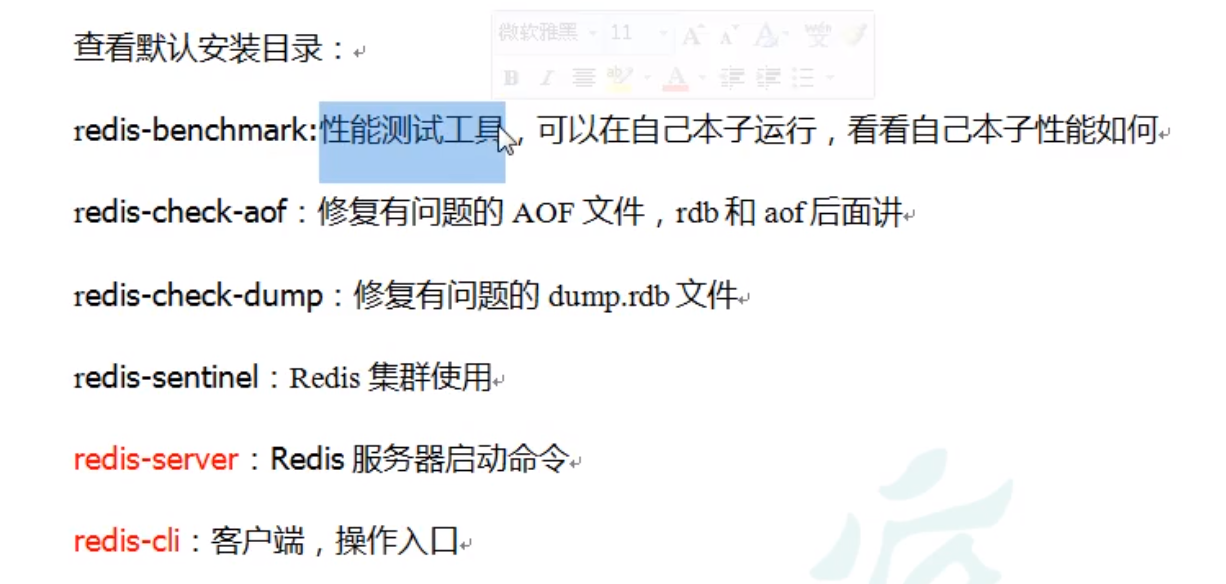 微软雅黑 11
查看默认安装目录：
redis-benchmark:性能测试工具，可以在自己本子运行，看看自己本子性能如何
redis-check-aof：修复有问题的 AOF 文件，rdb 和 aof 后面讲
redis-check-dump：修复有问题的 dump.rdb 文件
redis-sentinel：Redis 集群使用
redis-server：Redis 服务器启动命令
redis-cli：客户端，操作入口